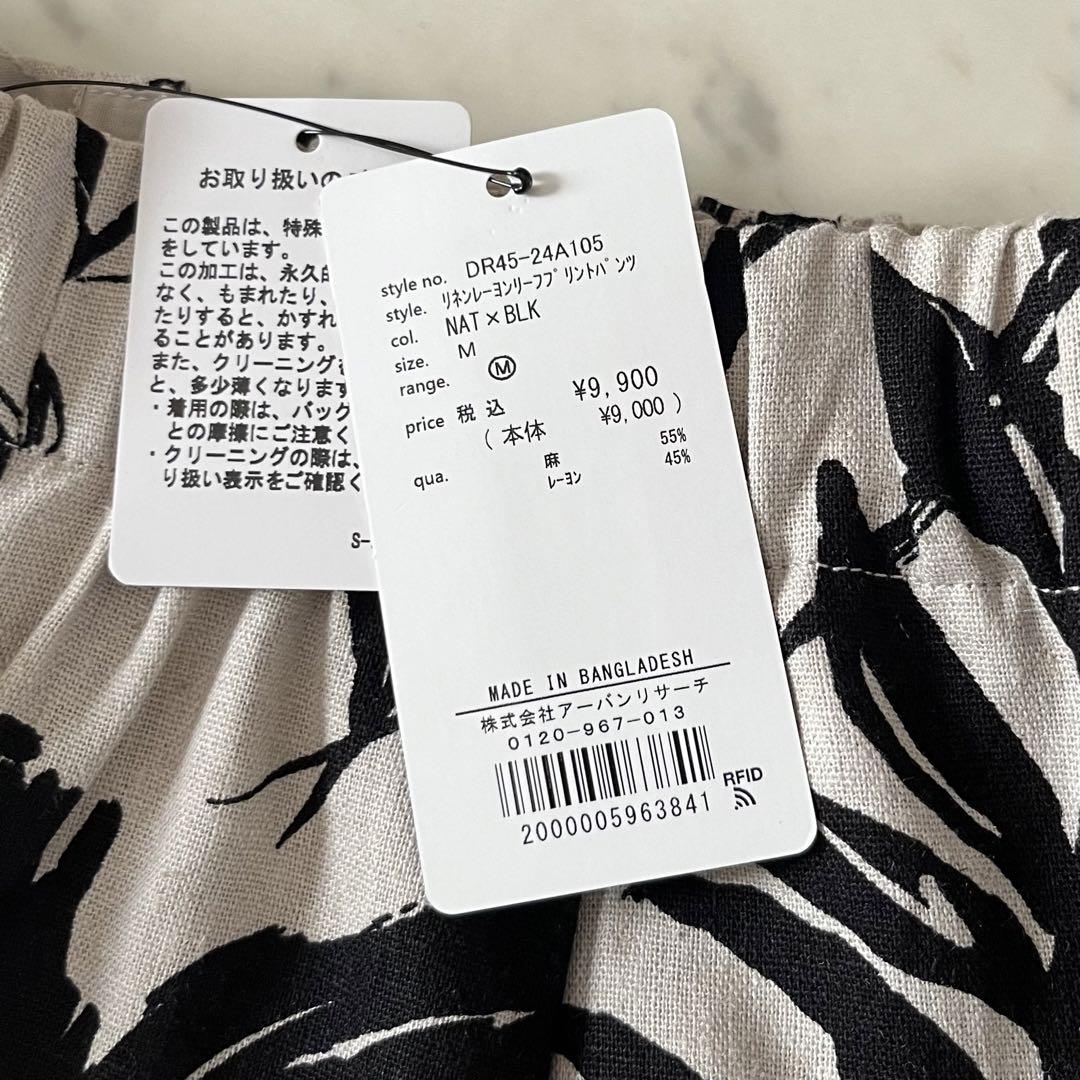 お取り扱いの
この製品は、特殊
をしています。
この加工は、永久
なく、もまれたり、
たりすると、かすれ
ることがあります。
また、クリーニング
と、多少薄くなります
・着用の際は、バッグ
との摩擦にご注意く
・クリーニングの際は、
り扱い表示をご確認く
S-
style no. DR45-24A105
style. ﾘﾈﾝﾚｰﾖﾝﾘｰﾌﾌﾟﾘﾝﾄﾊﾟﾝﾂ
col. NAT×BLK
size. M
range. Ⓜ
price 税込 ¥9,900
(本体 ¥9,000)
qua. 麻 55%
ﾚｰﾖﾝ 45%
MADE IN BANGLADESH
株式会社アーバンリサーチ
0120-967-013
RFID
2000005963841